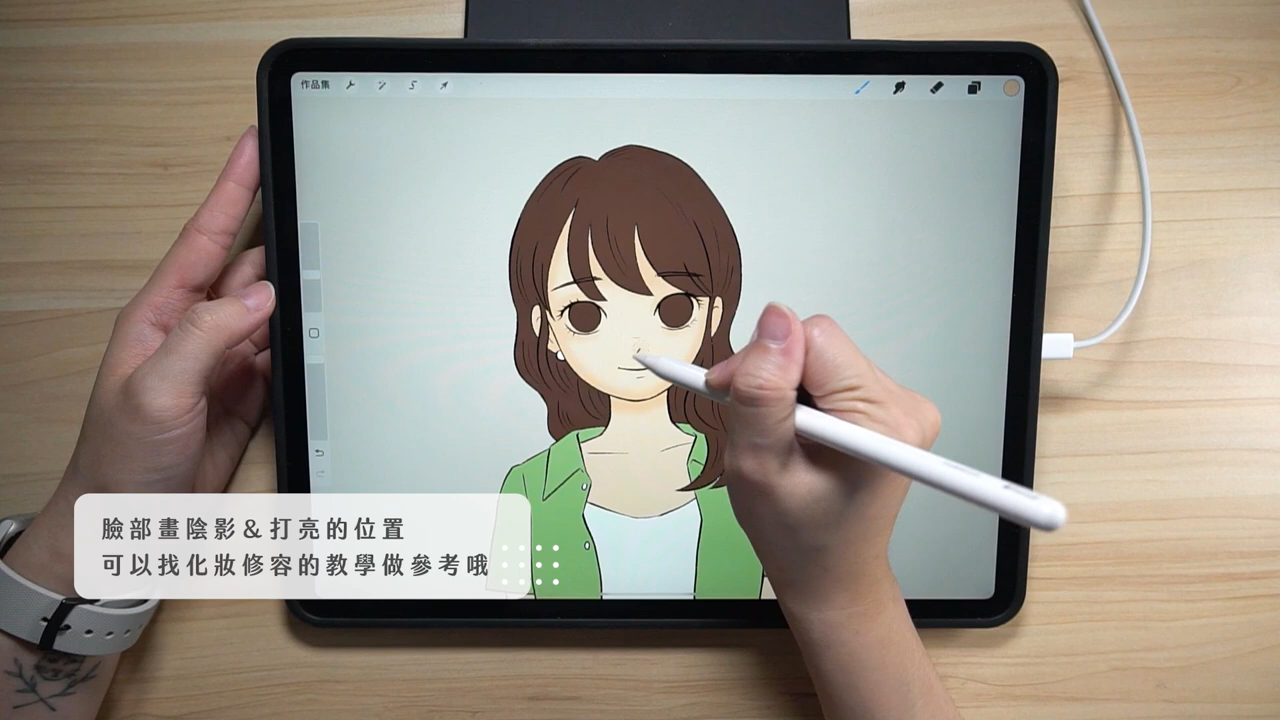 作品集
臉部畫陰影＆打亮的位置
可以找化妝修容的教學做參考哦